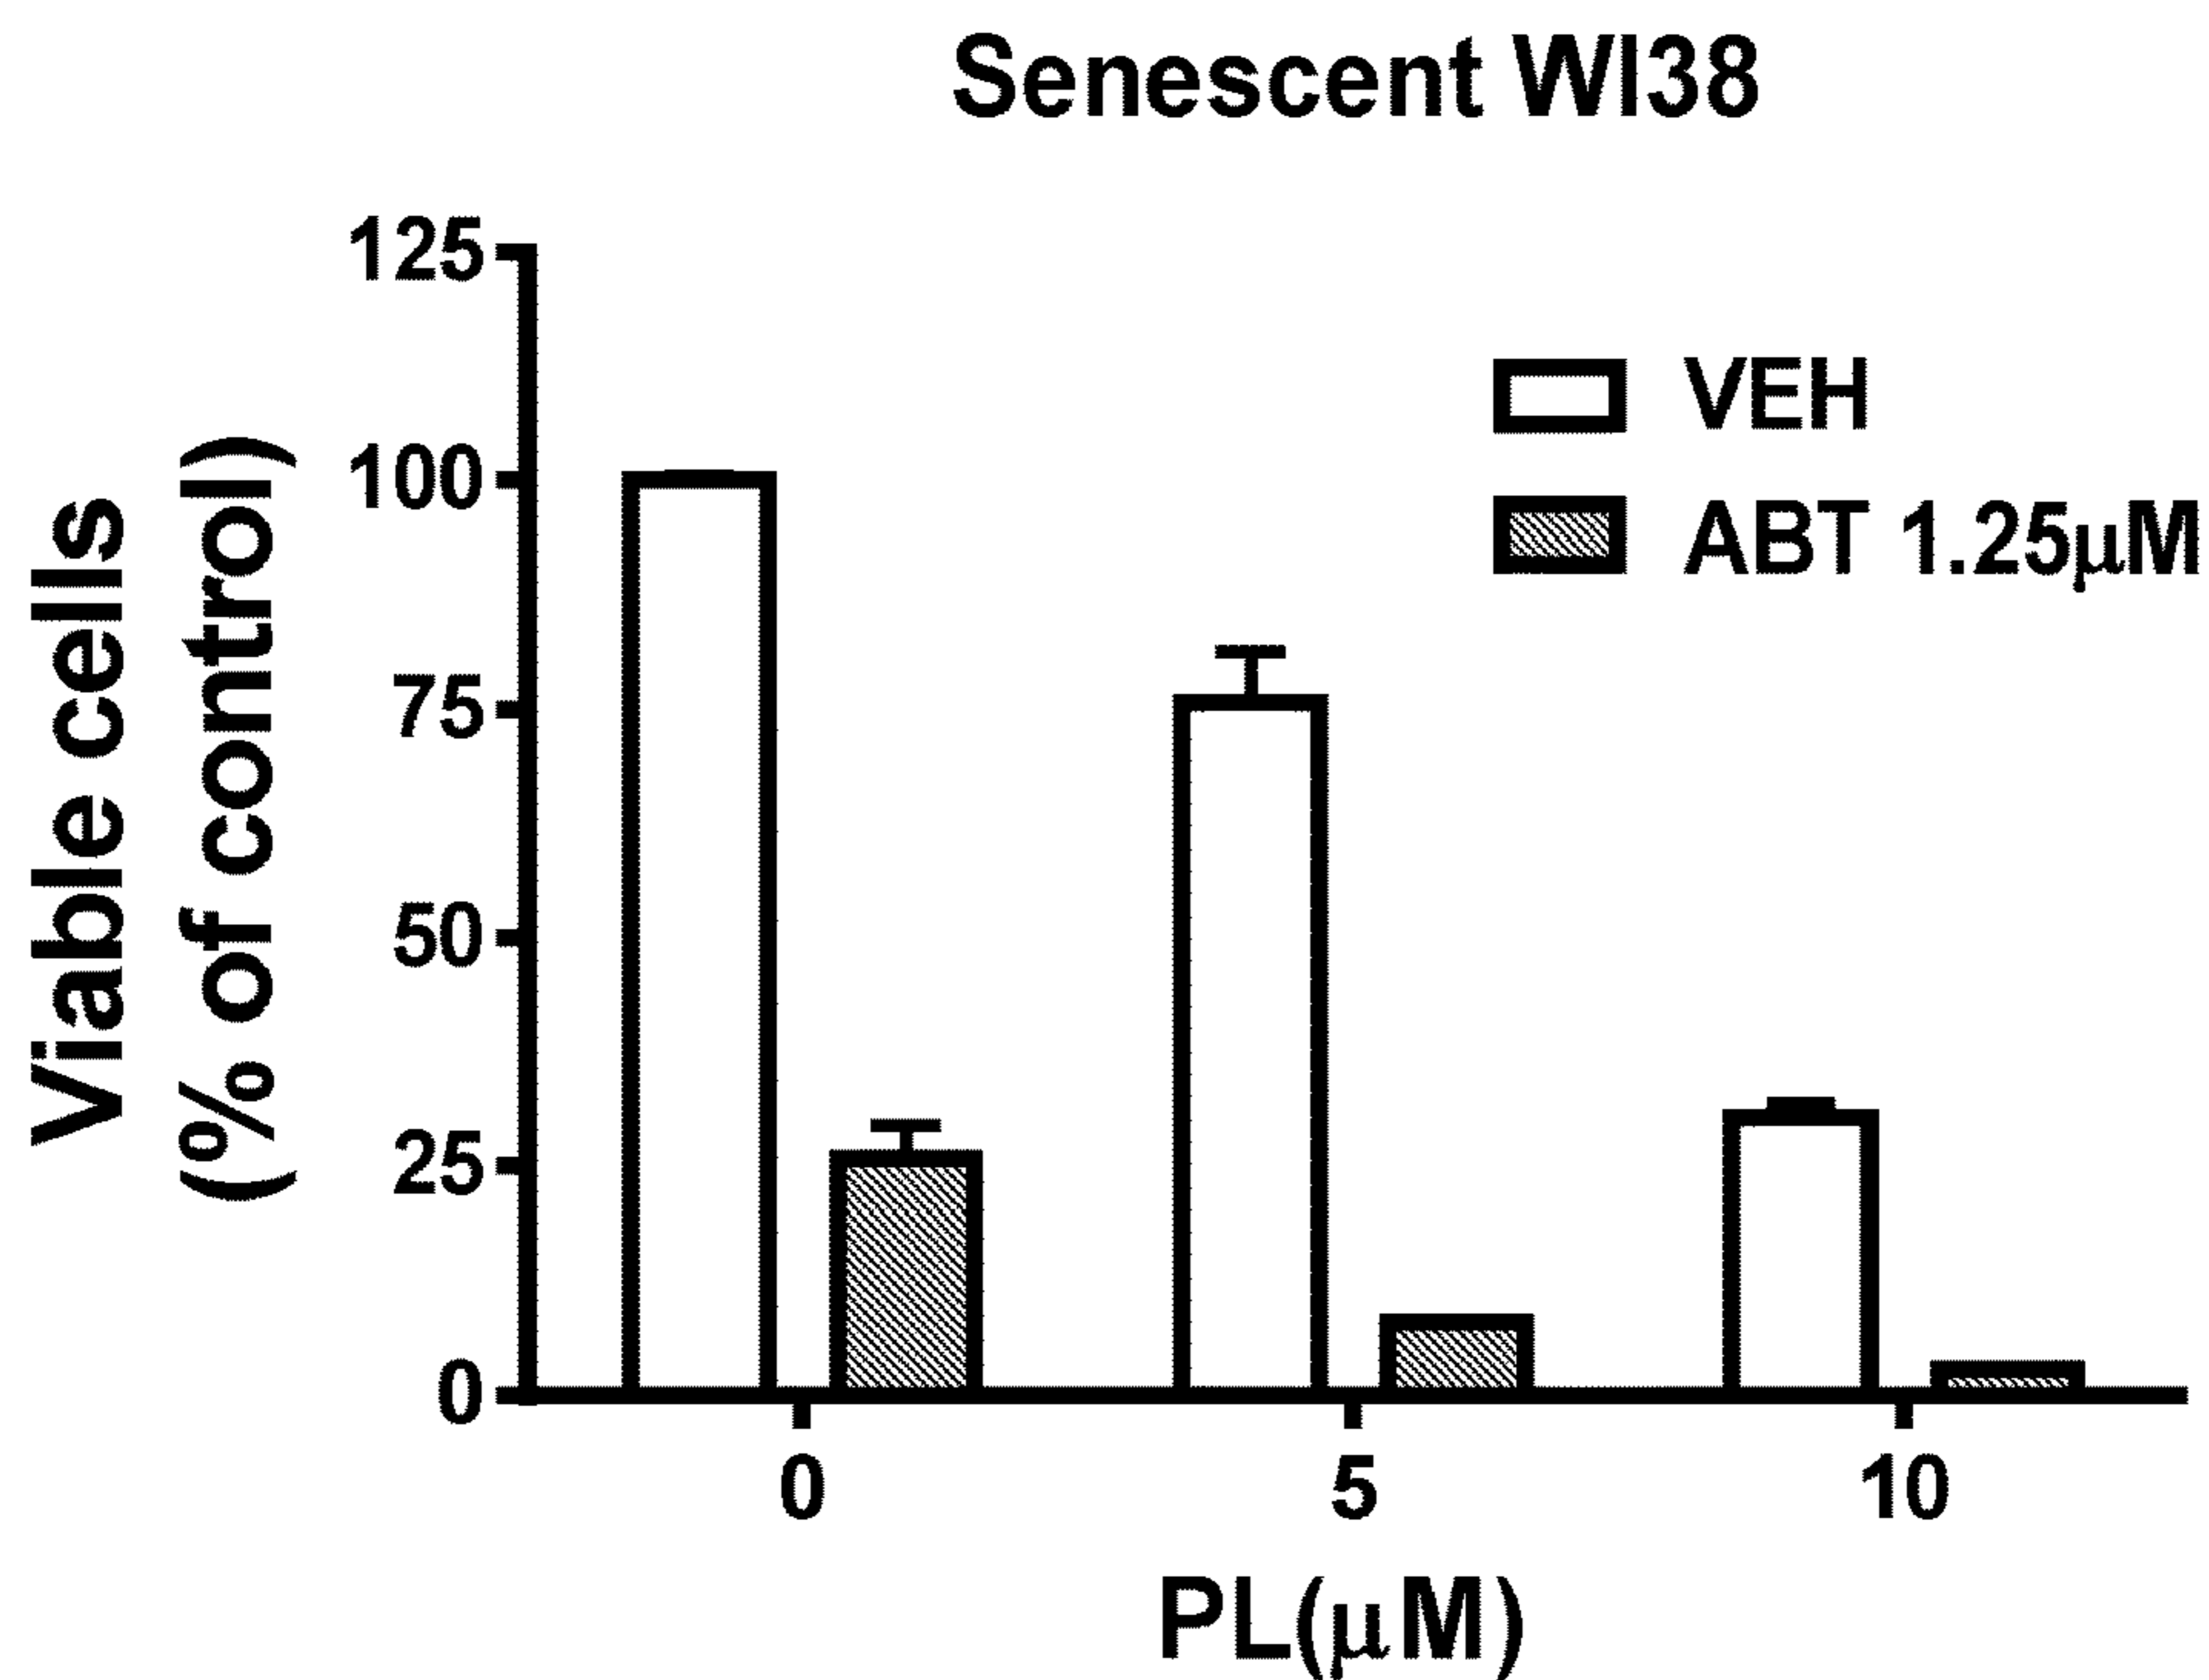 Senescent WI38
Viable cells
(% of control)
125
100
75
50
25
0
VEH
ABT 1.25μM
0 5 10
PL(μM)